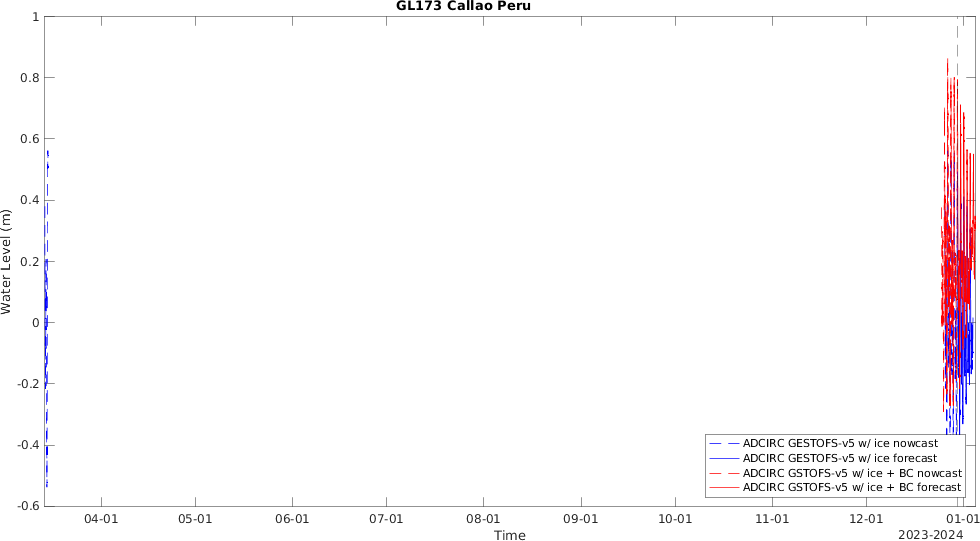 GL173 Callao Peru
1
0.8
0.6
0.4
0.2
0
-0.2
-0.4
-0.6
Water Level (m)
ADCIRC GESTOFS-v5 w/ ice nowcast
ADCIRC GESTOFS-v5 w/ ice forecast
ADCIRC GSTOFS-v5 w/ ice + BC nowcast
ADCIRC GSTOFS-v5 w/ ice + BC forecast
04-01 05-01 06-01 07-01 08-01 09-01 10-01 11-01 12-01 01-01
Time
2023-2024